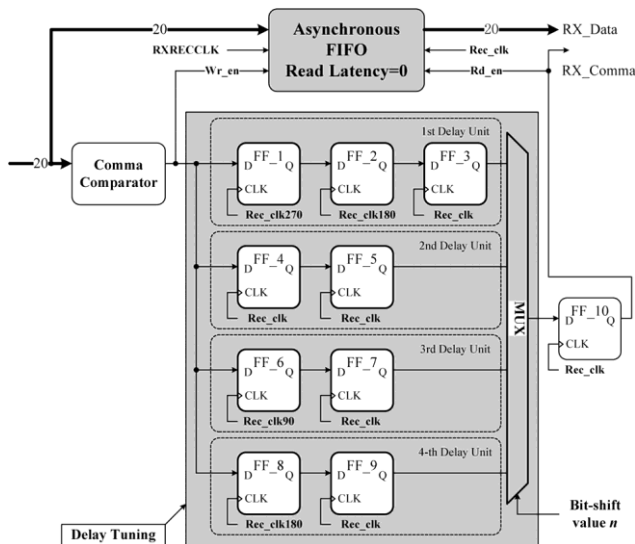 20
Asynchronous
FIFO
Read Latency=0
20
RX_Data
RXRECCLK
Rec_clk
Wr_en
Rd_en
RX_Comma
20
Comma
Comparator
1st Delay Unit
FF_1
D Q
CLK
Rec_clk270
FF_2
D Q
CLK
Rec_clk180
FF_3
D Q
CLK
Rec_clk
2nd Delay Unit
FF_4
D Q
CLK
Rec_clk
FF_5
D Q
CLK
Rec_clk
MUX
FF_10
D Q
CLK
Rec_clk
3rd Delay Unit
FF_6
D Q
CLK
Rec_clk90
FF_7
D Q
CLK
Rec_clk
4-th Delay Unit
FF_8
D Q
CLK
Rec_clk180
FF_9
D Q
CLK
Rec_clk
Bit-shift
value n
Delay Tuning